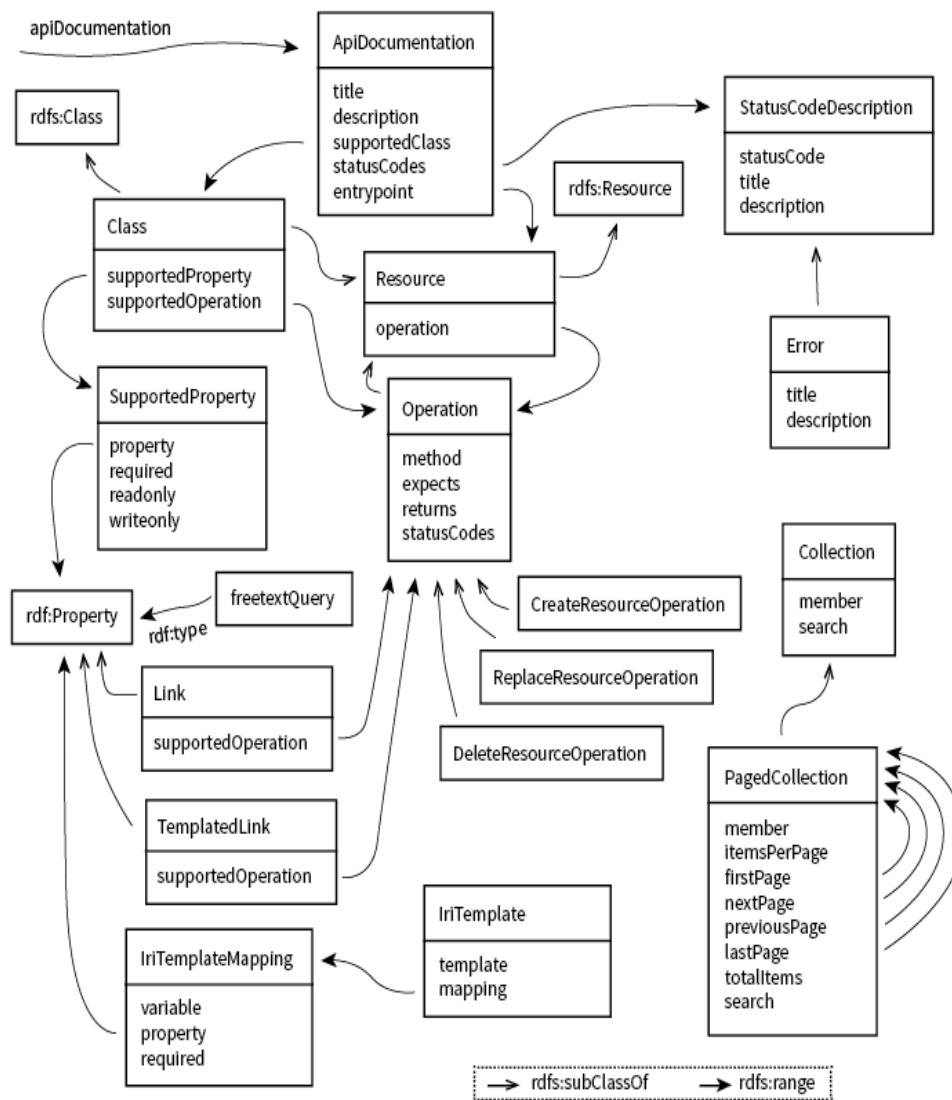 apiDocumentation
ApiDocumentation
title
description
supportedClass
statusCodes
entrypoint
rdfs:Class
StatusCodeDescription
statusCode
title
description
rdfs:Resource
Class
supportedProperty
supportedOperation
Resource
operation
Error
title
description
SupportedProperty
property
required
readonly
writeonly
Operation
method
expects
returns
statusCodes
Collection
member
search
rdf:Property
freetextQuery
rdf:type
CreateResourceOperation
ReplaceResourceOperation
DeleteResourceOperation
Link
supportedOperation
TemplatedLink
supportedOperation
PagedCollection
member
itemsPerPage
firstPage
nextPage
previousPage
lastPage
totalItems
search
IriTemplate
template
mapping
IriTemplateMapping
variable
property
required
rdfs:subClassOf
rdfs:range